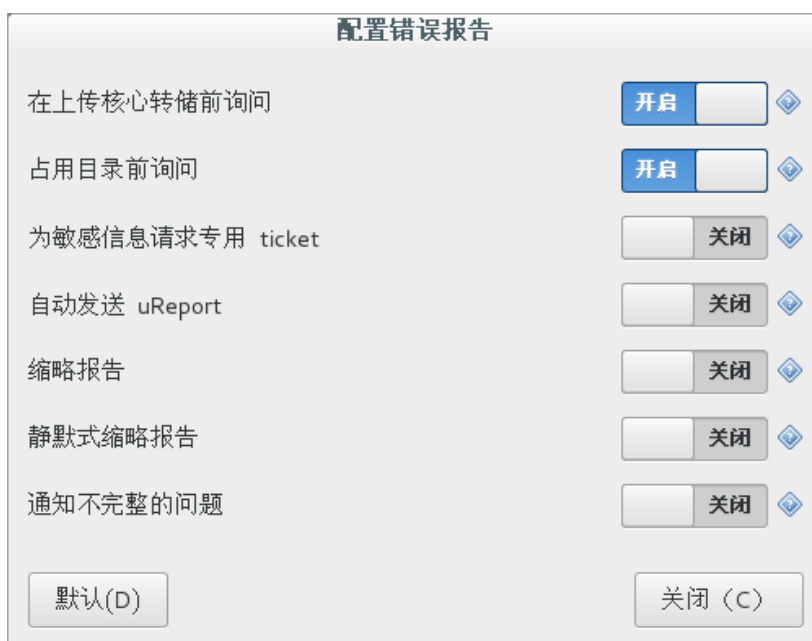 配置错误报告
在上传核心转储前询问 开启
占用目录前询问 开启
为敏感信息请求专用 ticket 关闭
自动发送 uReport 关闭
缩略报告 关闭
静默式缩略报告 关闭
通知不完整的问题 关闭
默认(D) 关闭（C）